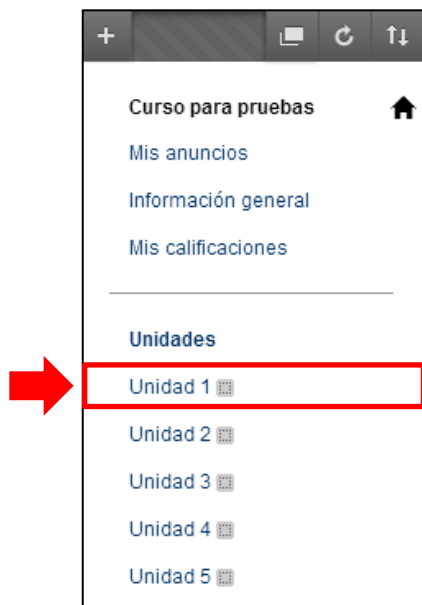 Curso para pruebas
Mis anuncios
Información general
Mis calificaciones
Unidades
Unidad 1
Unidad 2
Unidad 3
Unidad 4
Unidad 5